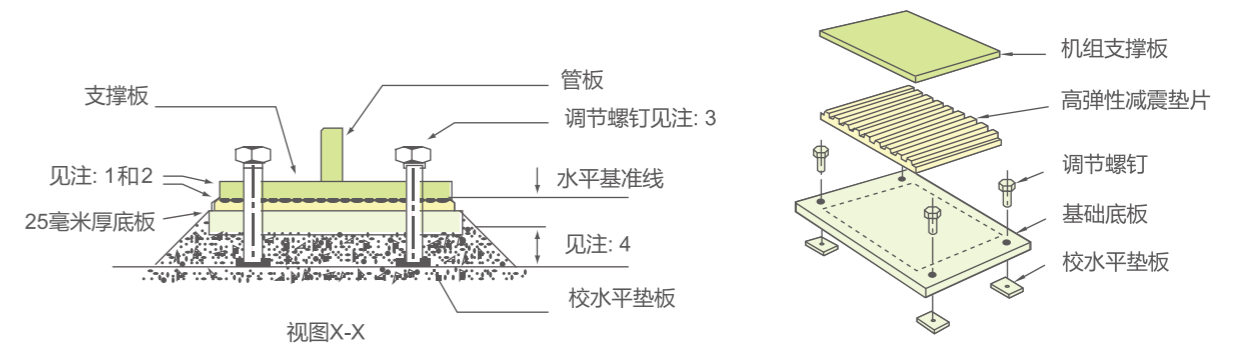 支撑板
管板
调节螺钉见注: 3
见注: 1和2
水平基准线
25毫米厚底板
见注: 4
校水平垫板
视图X-X
机组支撑板
高弹性减震垫片
调节螺钉
基础底板
校水平垫板